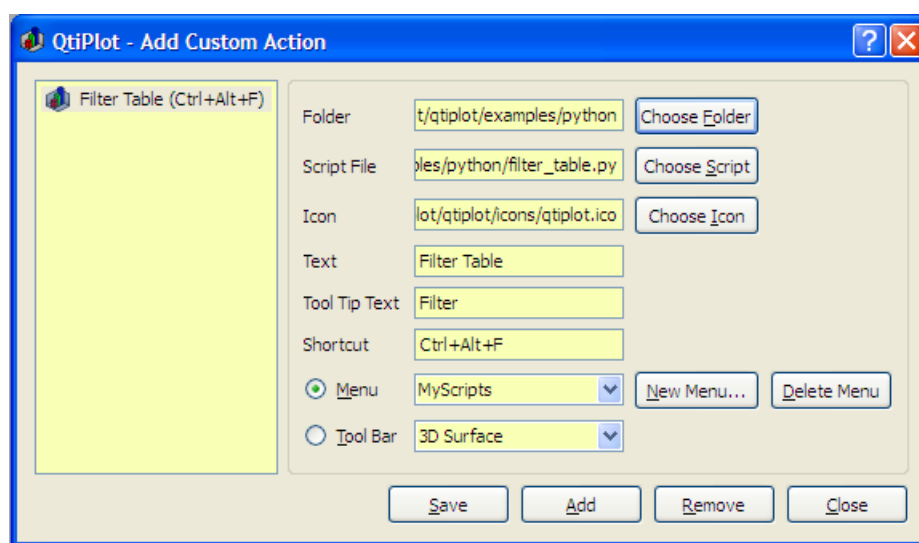 QtiPlot - Add Custom Action
Filter Table (Ctrl+Alt+F)
Folder t/qtiplot/examples/python Choose Folder
Script File ples/python/filter_table.py Choose Script
Icon lot/qtiplot/icons/qtiplot.ico Choose Icon
Text Filter Table
Tool Tip Text Filter
Shortcut Ctrl+Alt+F
Menu MyScripts New Menu... Delete Menu
Tool Bar 3D Surface
Save Add Remove Close